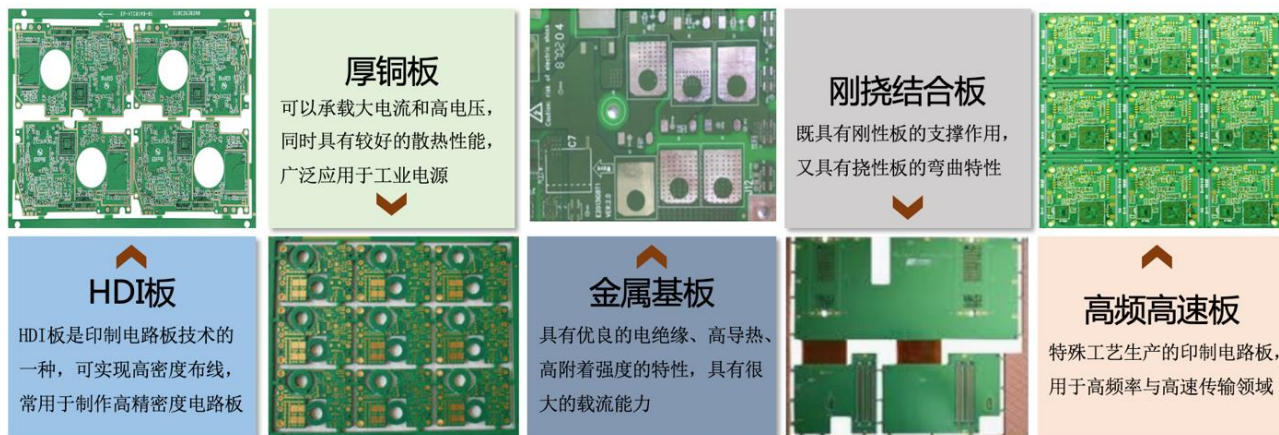 厚铜板
可以承载大电流和高电压，
同时具有较好的散热性能，
广泛应用于工业电源
刚挠结合板
既具有刚性板的支撑作用，
又具有挠性板的弯曲特性
HDI板
HDI板是印制电路板技术的
一种，可实现高密度布线，
常用于制作高精密度电路板
金属基板
具有优良的电绝缘、高导热、
高附着强度的特性，具有很
大的载流能力
高频高速板
特殊工艺生产的印制电路板，
用于高频率与高速传输领域
870204
C7
VER:2.0
J12